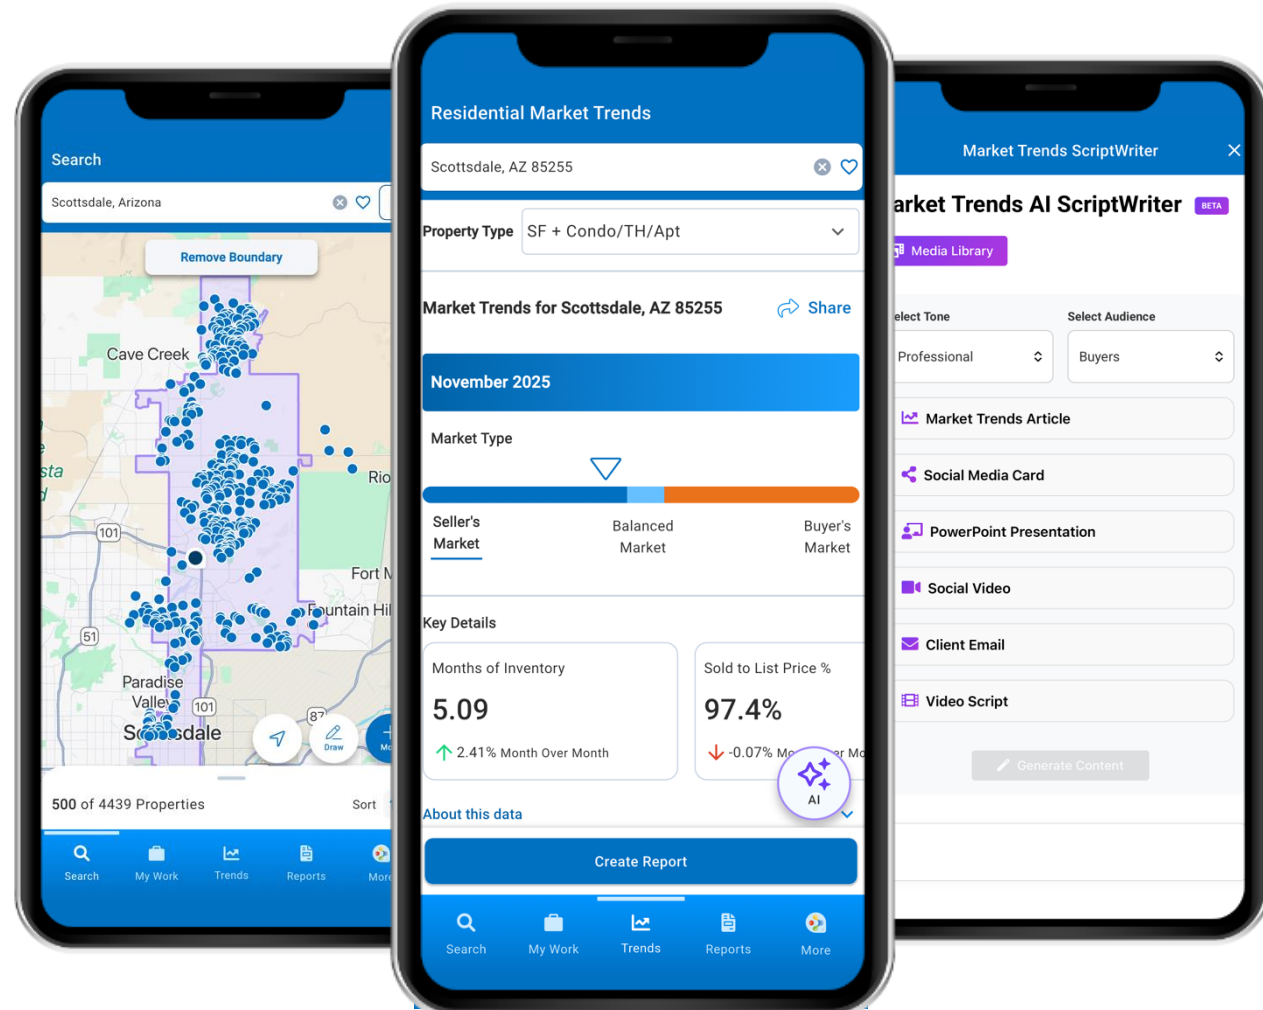 Search
Scottsdale, Arizona
Remove Boundary
Cave Creek
Rio
101
Fort
51
Fountain Hil
Paradise
Valley
101
87
Scottsdale
Draw
500 of 4439 Properties
Sort
Search
My Work
Trends
Reports
More
Residential Market Trends
Scottsdale, AZ 85255
Property Type
SF + Condo/TH/Apt
Market Trends for Scottsdale, AZ 85255
Share
November 2025
Market Type
Seller's
Market
Balanced
Market
Buyer's
Market
Key Details
Months of Inventory
5.09
2.41% Month Over Month
Sold to List Price %
97.4%
-0.07%
AI
About this data
Create Report
Search
My Work
Trends
Reports
More
Market Trends ScriptWriter
arket Trends AI ScriptWriter
BETA
Media Library
elect Tone
Select Audience
Professional
Buyers
Market Trends Article
Social Media Card
PowerPoint Presentation
Social Video
Client Email
Video Script
Generate Content